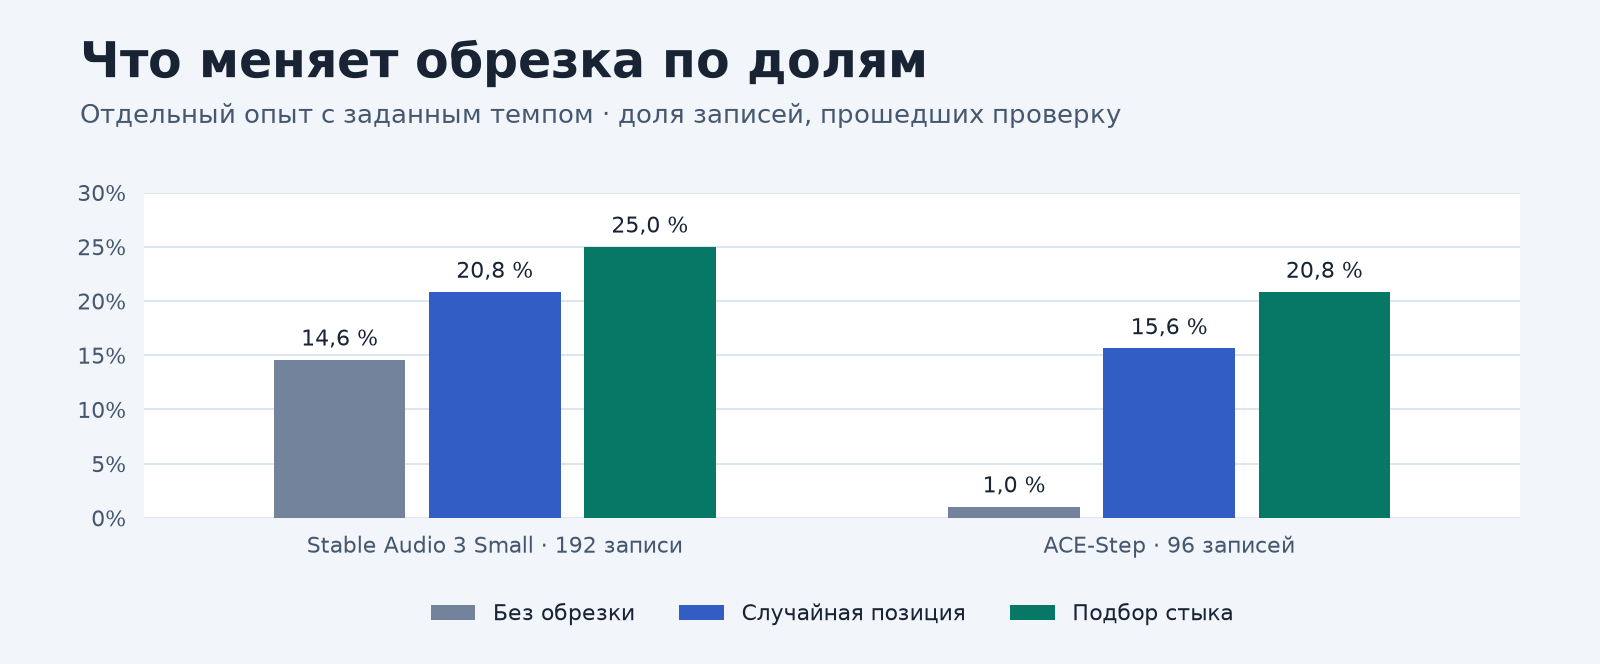 Что меняет обрезка по долям
Отдельный опыт с заданным темпом · доля записей, прошедших проверку
30%
25%
20%
15%
10%
5%
0%
14,6 %
20,8 %
25,0 %
1,0 %
15,6 %
20,8 %
Stable Audio 3 Small · 192 записи
ACE-Step · 96 записей
Без обрезки
Случайная позиция
Подбор стыка